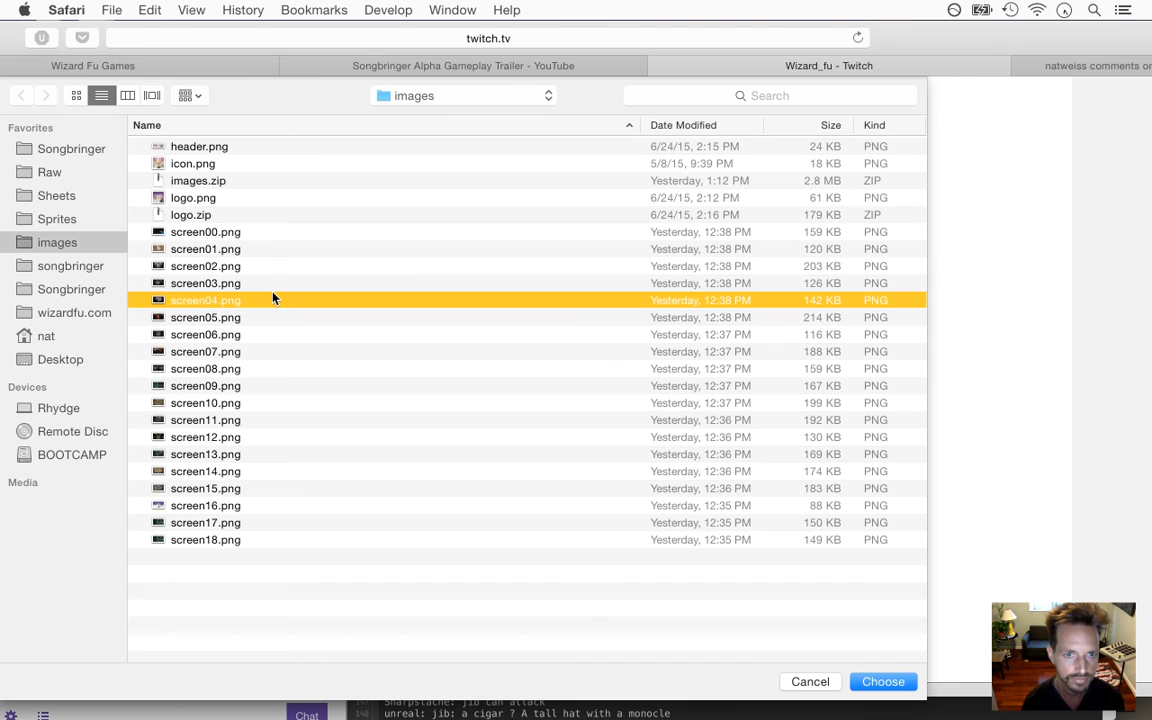 Safari File Edit View History Bookmarks Develop Window Help
twitch.tv
Wizard Fu Games Songbringer Alpha Gameplay Trailer - YouTube Wizard_fu - Twitch natweiss comments on
images Search
Favorites
Songbringer
Raw
Sheets
Sprites
images
songbringer
Songbringer
wizardfu.com
nat
Desktop
Devices
Rhydge
Remote Disc
BOOTCAMP
Media
Name Date Modified Size Kind
header.png 6/24/15, 2:15 PM 24 KB PNG
icon.png 5/8/15, 9:39 PM 18 KB PNG
images.zip Yesterday, 1:12 PM 2.8 MB ZIP
logo.png 6/24/15, 2:12 PM 61 KB PNG
logo.zip 6/24/15, 2:16 PM 179 KB ZIP
screen00.png Yesterday, 12:38 PM 159 KB PNG
screen01.png Yesterday, 12:38 PM 120 KB PNG
screen02.png Yesterday, 12:38 PM 203 KB PNG
screen03.png Yesterday, 12:38 PM 126 KB PNG
screen04.png Yesterday, 12:38 PM 142 KB PNG
screen05.png Yesterday, 12:38 PM 214 KB PNG
screen06.png Yesterday, 12:37 PM 116 KB PNG
screen07.png Yesterday, 12:37 PM 188 KB PNG
screen08.png Yesterday, 12:37 PM 159 KB PNG
screen09.png Yesterday, 12:37 PM 167 KB PNG
screen10.png Yesterday, 12:37 PM 199 KB PNG
screen11.png Yesterday, 12:36 PM 192 KB PNG
screen12.png Yesterday, 12:36 PM 130 KB PNG
screen13.png Yesterday, 12:36 PM 169 KB PNG
screen14.png Yesterday, 12:36 PM 174 KB PNG
screen15.png Yesterday, 12:36 PM 183 KB PNG
screen16.png Yesterday, 12:35 PM 88 KB PNG
screen17.png Yesterday, 12:35 PM 150 KB PNG
screen18.png Yesterday, 12:35 PM 149 KB PNG
Cancel Choose
Sharpstache: jib can attack
Chat
148 unreal: jib: a cigar ? A tall hat with a monocle